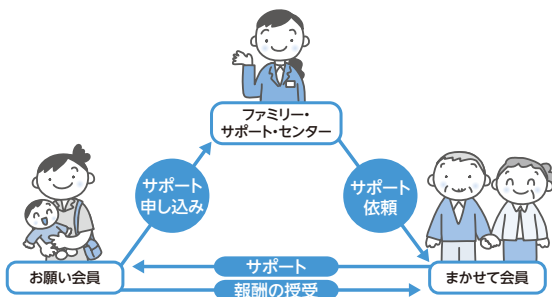 ファミリー・
サポート・センター
サポート
申し込み
サポート
依頼
お願い会員
サポート
報酬の授受
まかせて会員